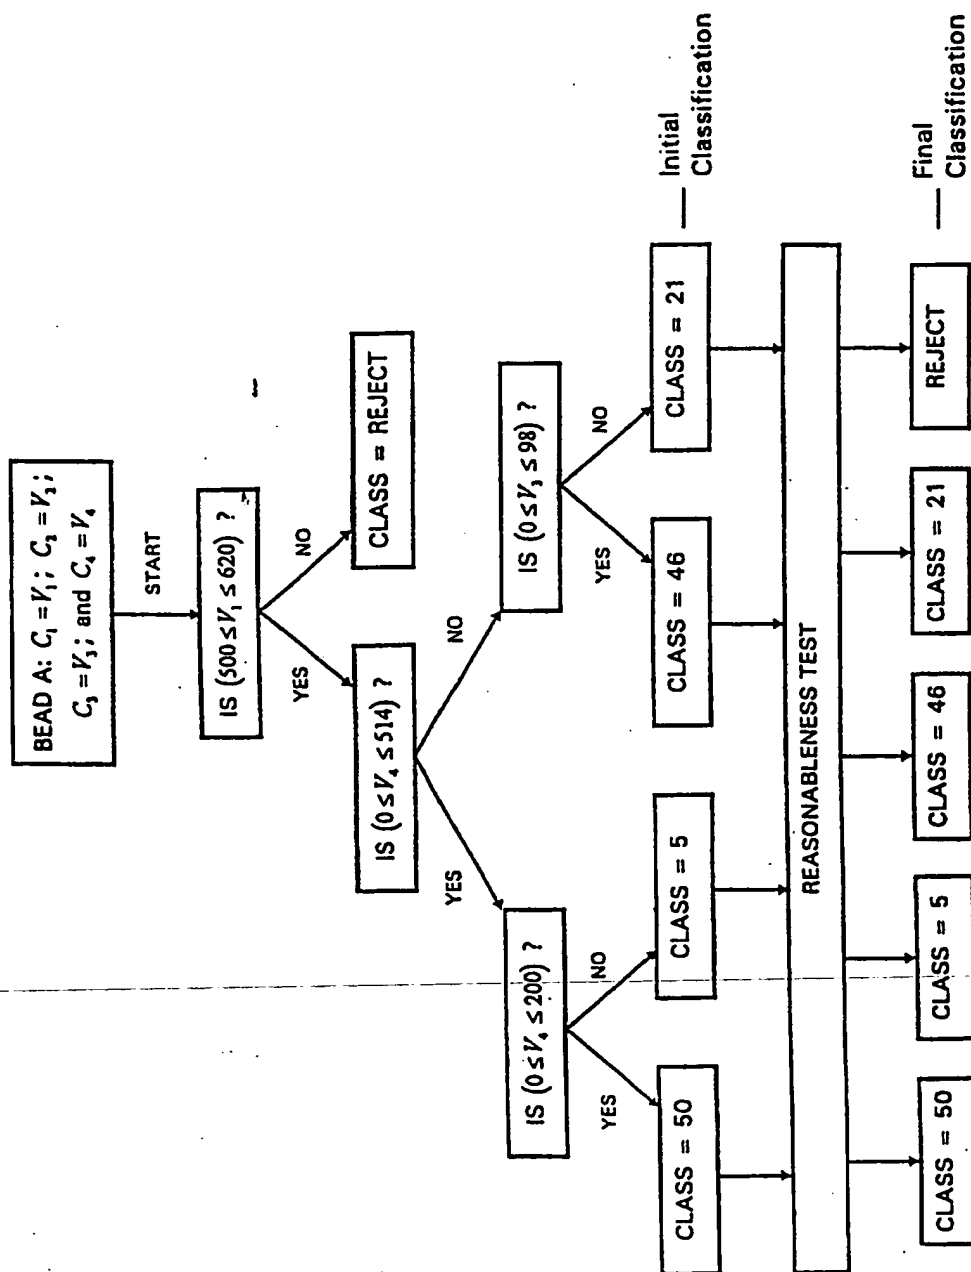 BEAD A: C₁ = V₁; C₂ = V₂;
C₃ = V₃; and C₄ = V₄
START
IS (500 ≤ V₁ ≤ 620) ?
YES
NO
IS (0 ≤ V₄ ≤ 514) ?
CLASS = REJECT
YES
NO
IS (0 ≤ V₄ ≤ 200) ?
IS (0 ≤ V₃ ≤ 98) ?
YES
NO
YES
NO
CLASS = 50
CLASS = 5
CLASS = 46
CLASS = 21
Initial
Classification
REASONABLENESS TEST
CLASS = 50
CLASS = 5
CLASS = 46
CLASS = 21
REJECT
Final
Classification